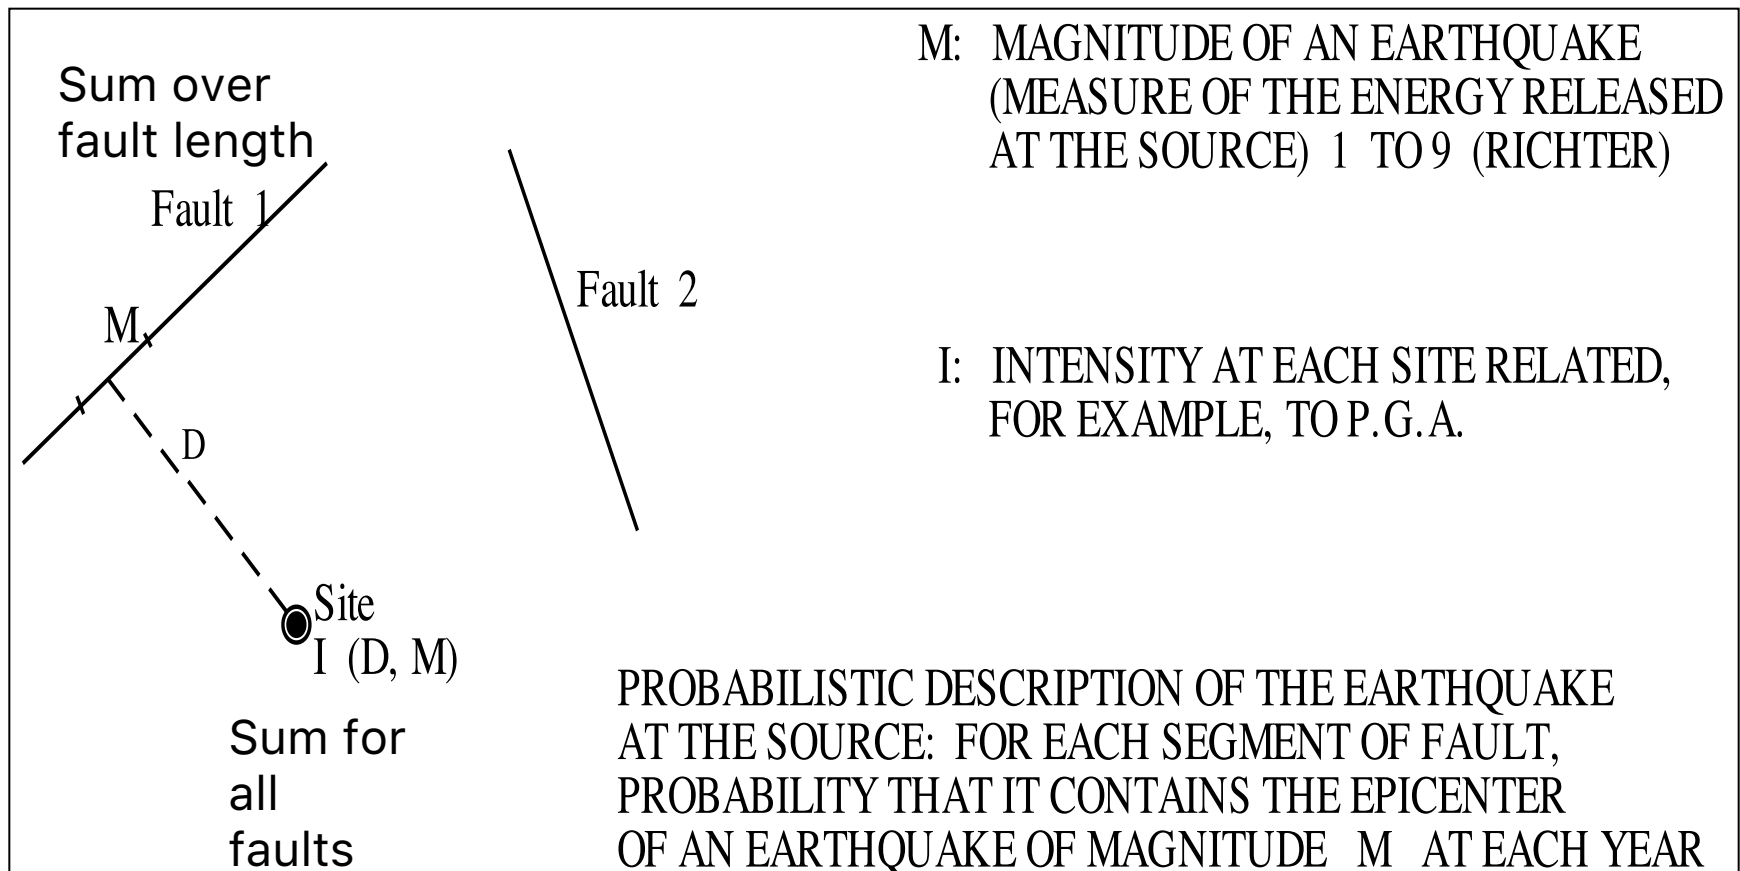 Sum over
fault length
Fault 1
M
D
Site
I (D, M)
Sum for
all
faults
Fault 2
M: MAGNITUDE OF AN EARTHQUAKE
(MEASURE OF THE ENERGY RELEASED
AT THE SOURCE) 1 TO 9 (RICHTER)
I: INTENSITY AT EACH SITE RELATED,
FOR EXAMPLE, TO P.G.A.
PROBABILISTIC DESCRIPTION OF THE EARTHQUAKE
AT THE SOURCE: FOR EACH SEGMENT OF FAULT,
PROBABILITY THAT IT CONTAINS THE EPICENTER
OF AN EARTHQUAKE OF MAGNITUDE M AT EACH YEAR